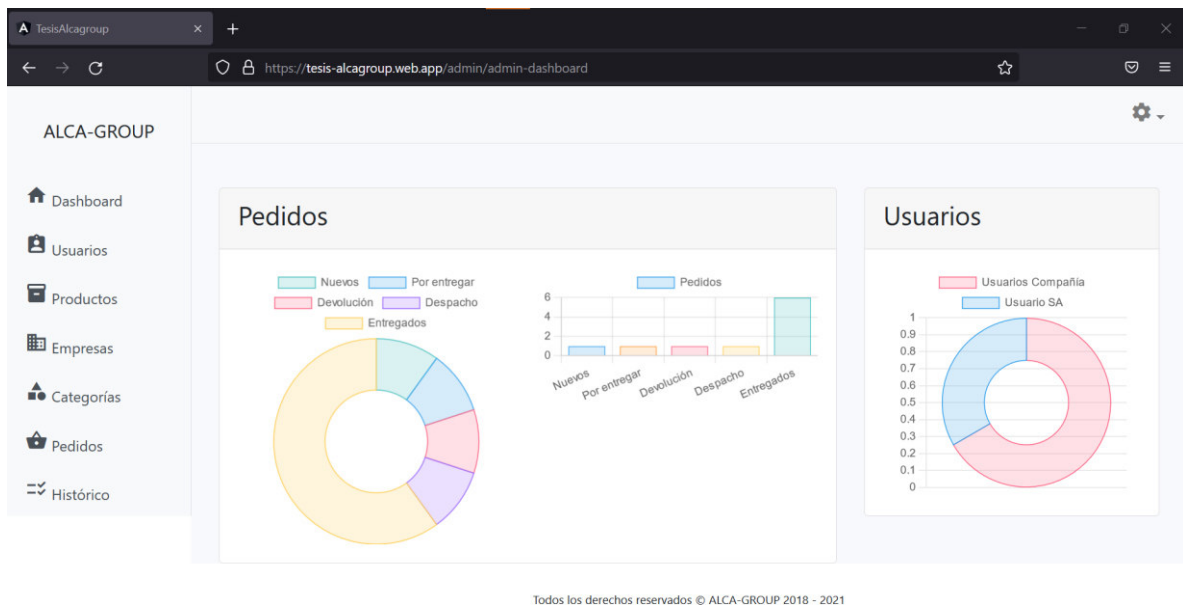 TesisAlcagroup
https://tesis-alcagroup.web.app/admin/admin-dashboard
ALCA-GROUP
Dashboard
Usuarios
Productos
Empresas
Categorías
Pedidos
Histórico
Pedidos
Nuevos Por entregar
Devolución Despacho
Entregados
Pedidos
6
4
2
0
Nuevos Por entregar Devolución Despacho Entregados
Usuarios
Usuarios Compañia
Usuario SA
1
0.9
0.8
0.7
0.6
0.5
0.4
0.3
0.2
0.1
0
Todos los derechos reservados © ALCA-GROUP 2018 - 2021